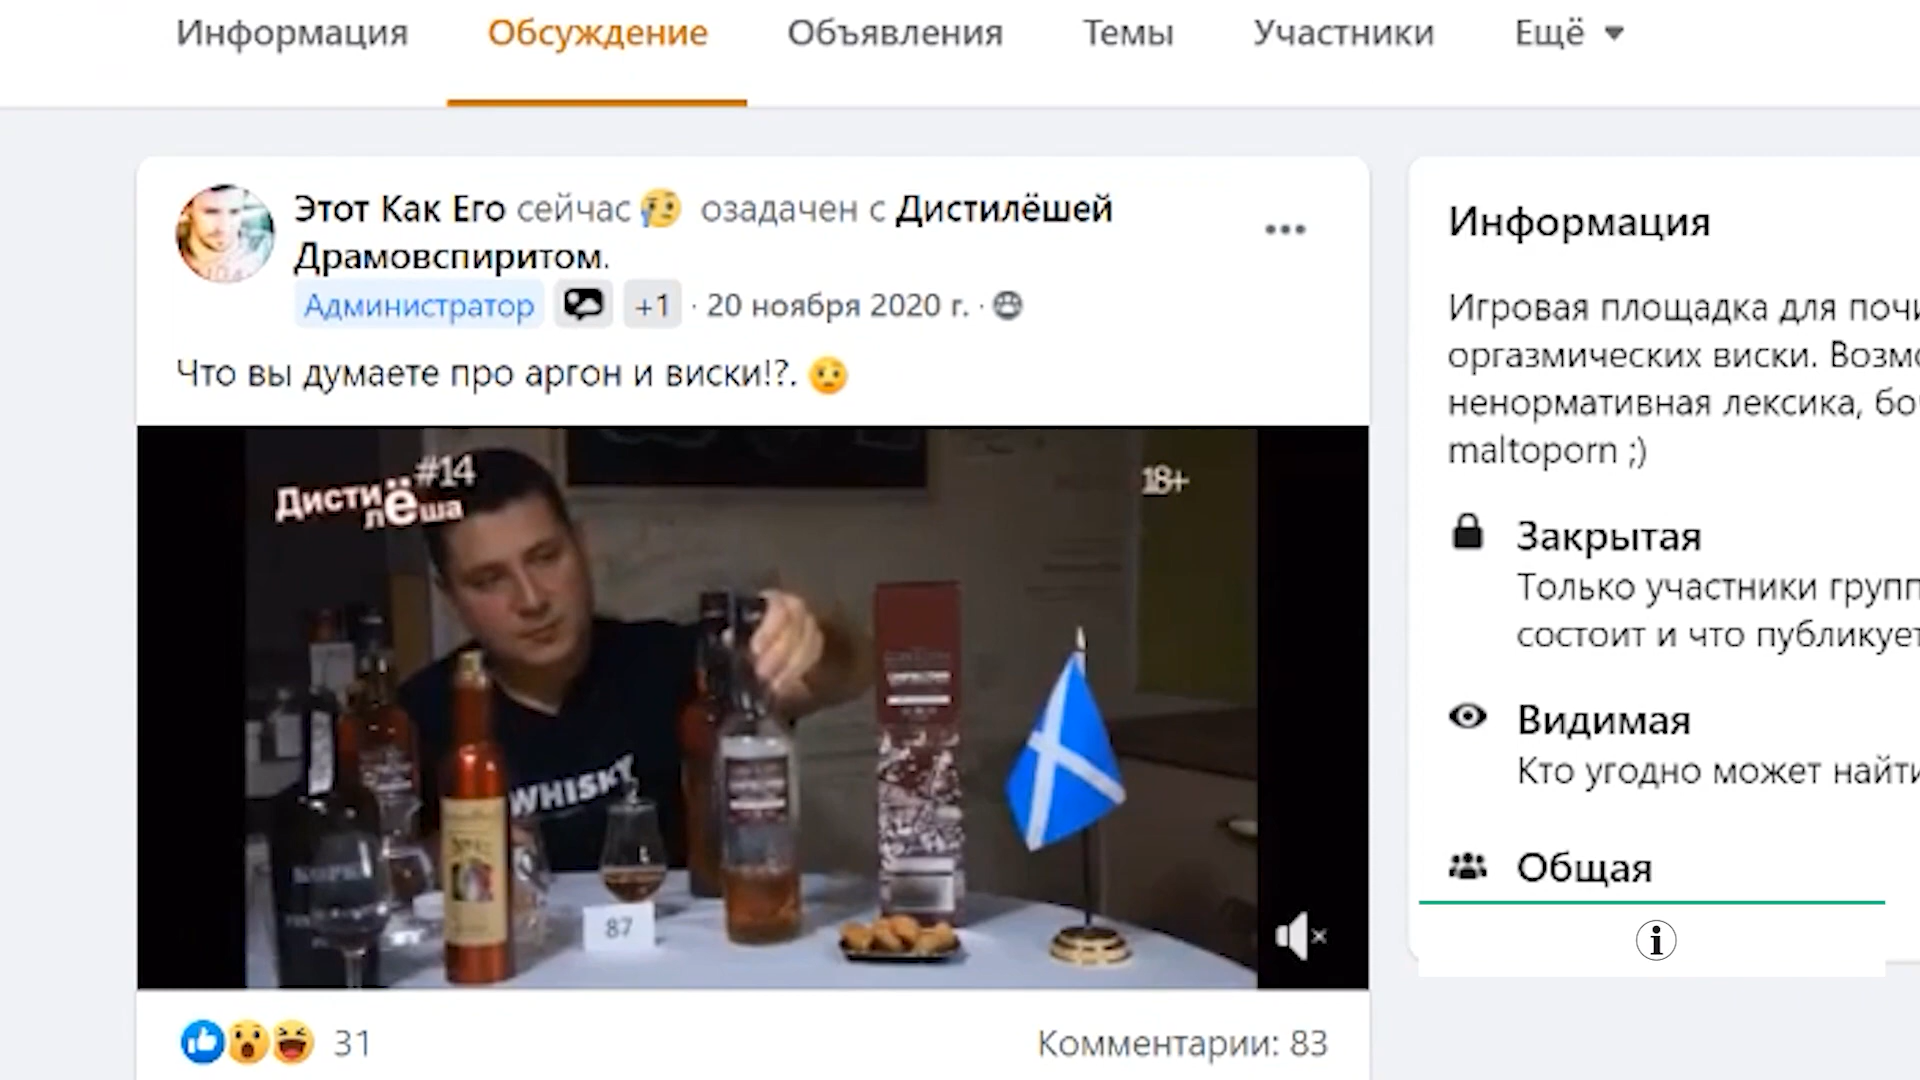 Информация Обсуждение Объявления Темы Участники Ещё
Этот Как Его сейчас озадачен с Дистилёшей
Драмовспиритом.
Администратор +1 · 20 ноября 2020 г. ·
Что вы думаете про аргон и виски!?.
#14
Дисти
лёша
18+
WHISKY
87
31
Комментарии: 83
Информация
Игровая площадка для почи
оргазмических виски. Возмо
ненормативная лексика, бо
maltoporn ;)
Закрытая
Только участники групп
состоит и что публикует
Видимая
Кто угодно может найти
Общая